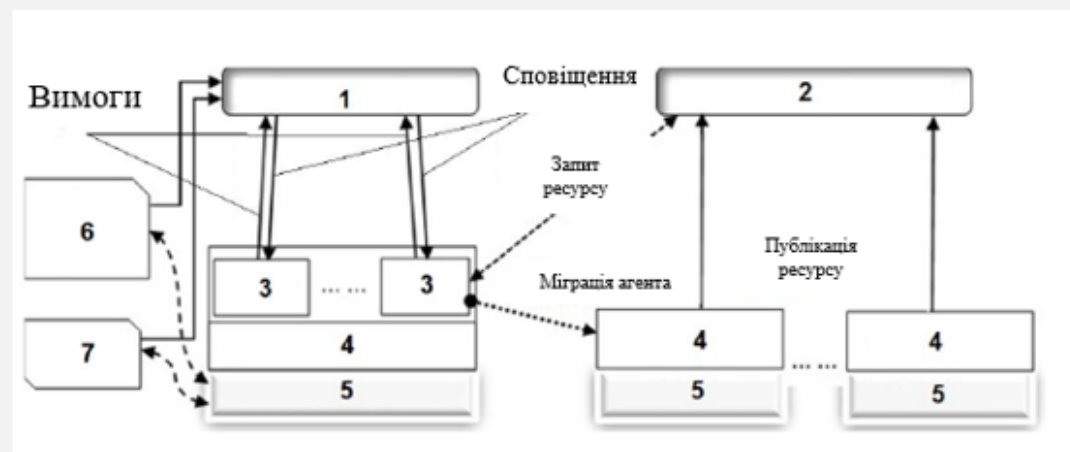 Вимоги
Сповіщення
1
2
Запит
ресурсу
6
Публікація
ресурсу
3
... ...
3
Міграція агента
7
4
4
... ...
4
5
5
5